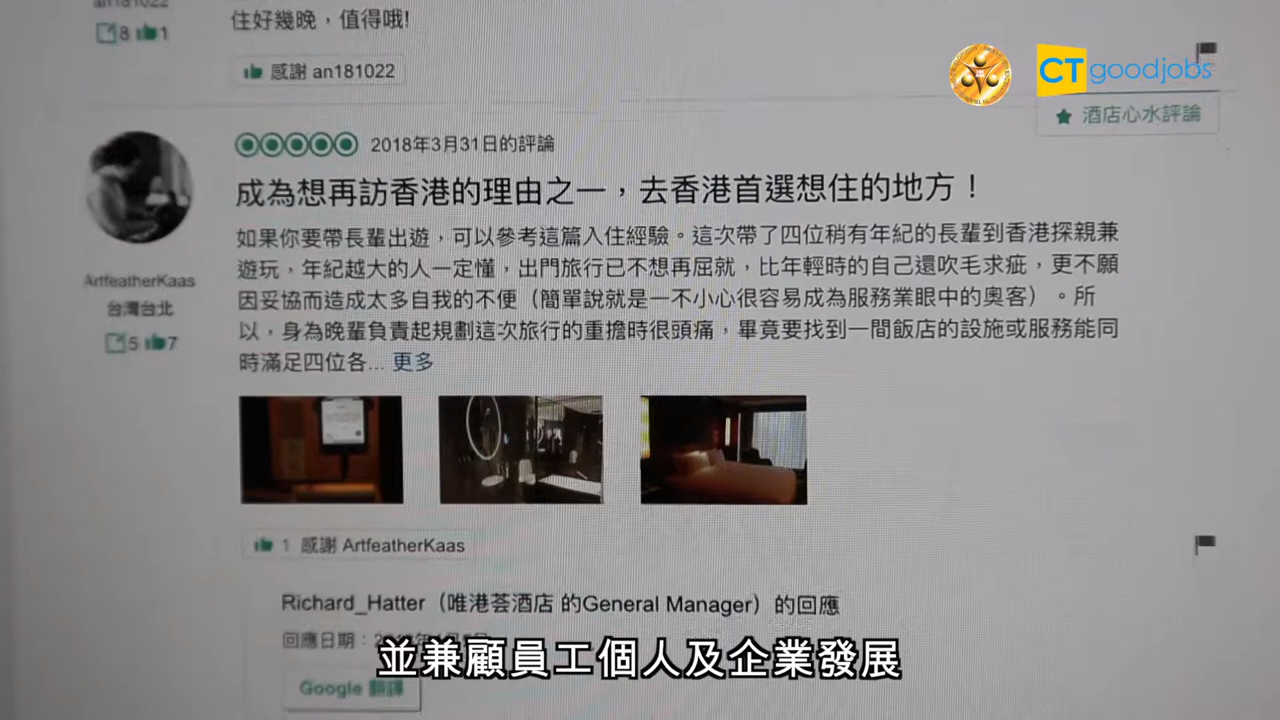 住好幾晚，值得哦!
8 1
感謝 an181022
CTgoodjobs
酒店心水評論
2018年3月31日的評論
成為想再訪香港的理由之一，去香港首選想住的地方！
如果你要帶長輩出遊，可以參考這篇入住經驗。這次帶了四位稍有年紀的長輩到香港探親兼
遊玩，年紀越大的人一定懂，出門旅行已不想再屈就，比年輕時的自己還吹毛求疵，更不願
因妥協而造成太多自我的不便（簡單說就是一不小心很容易成為服務業眼中的奧客）。所
以，身為晚輩負責起規劃這次旅行的重擔時很頭痛，畢竟要找到一間飯店的設施或服務能同
時滿足四位各... 更多
ArtfeatherKaas
台灣台北
5 7
1 感謝 ArtfeatherKaas
Richard_Hatter（唯港荟酒店 的General Manager）的回應
回應日期：
並兼顧員工個人及企業發展
Google 翻譯